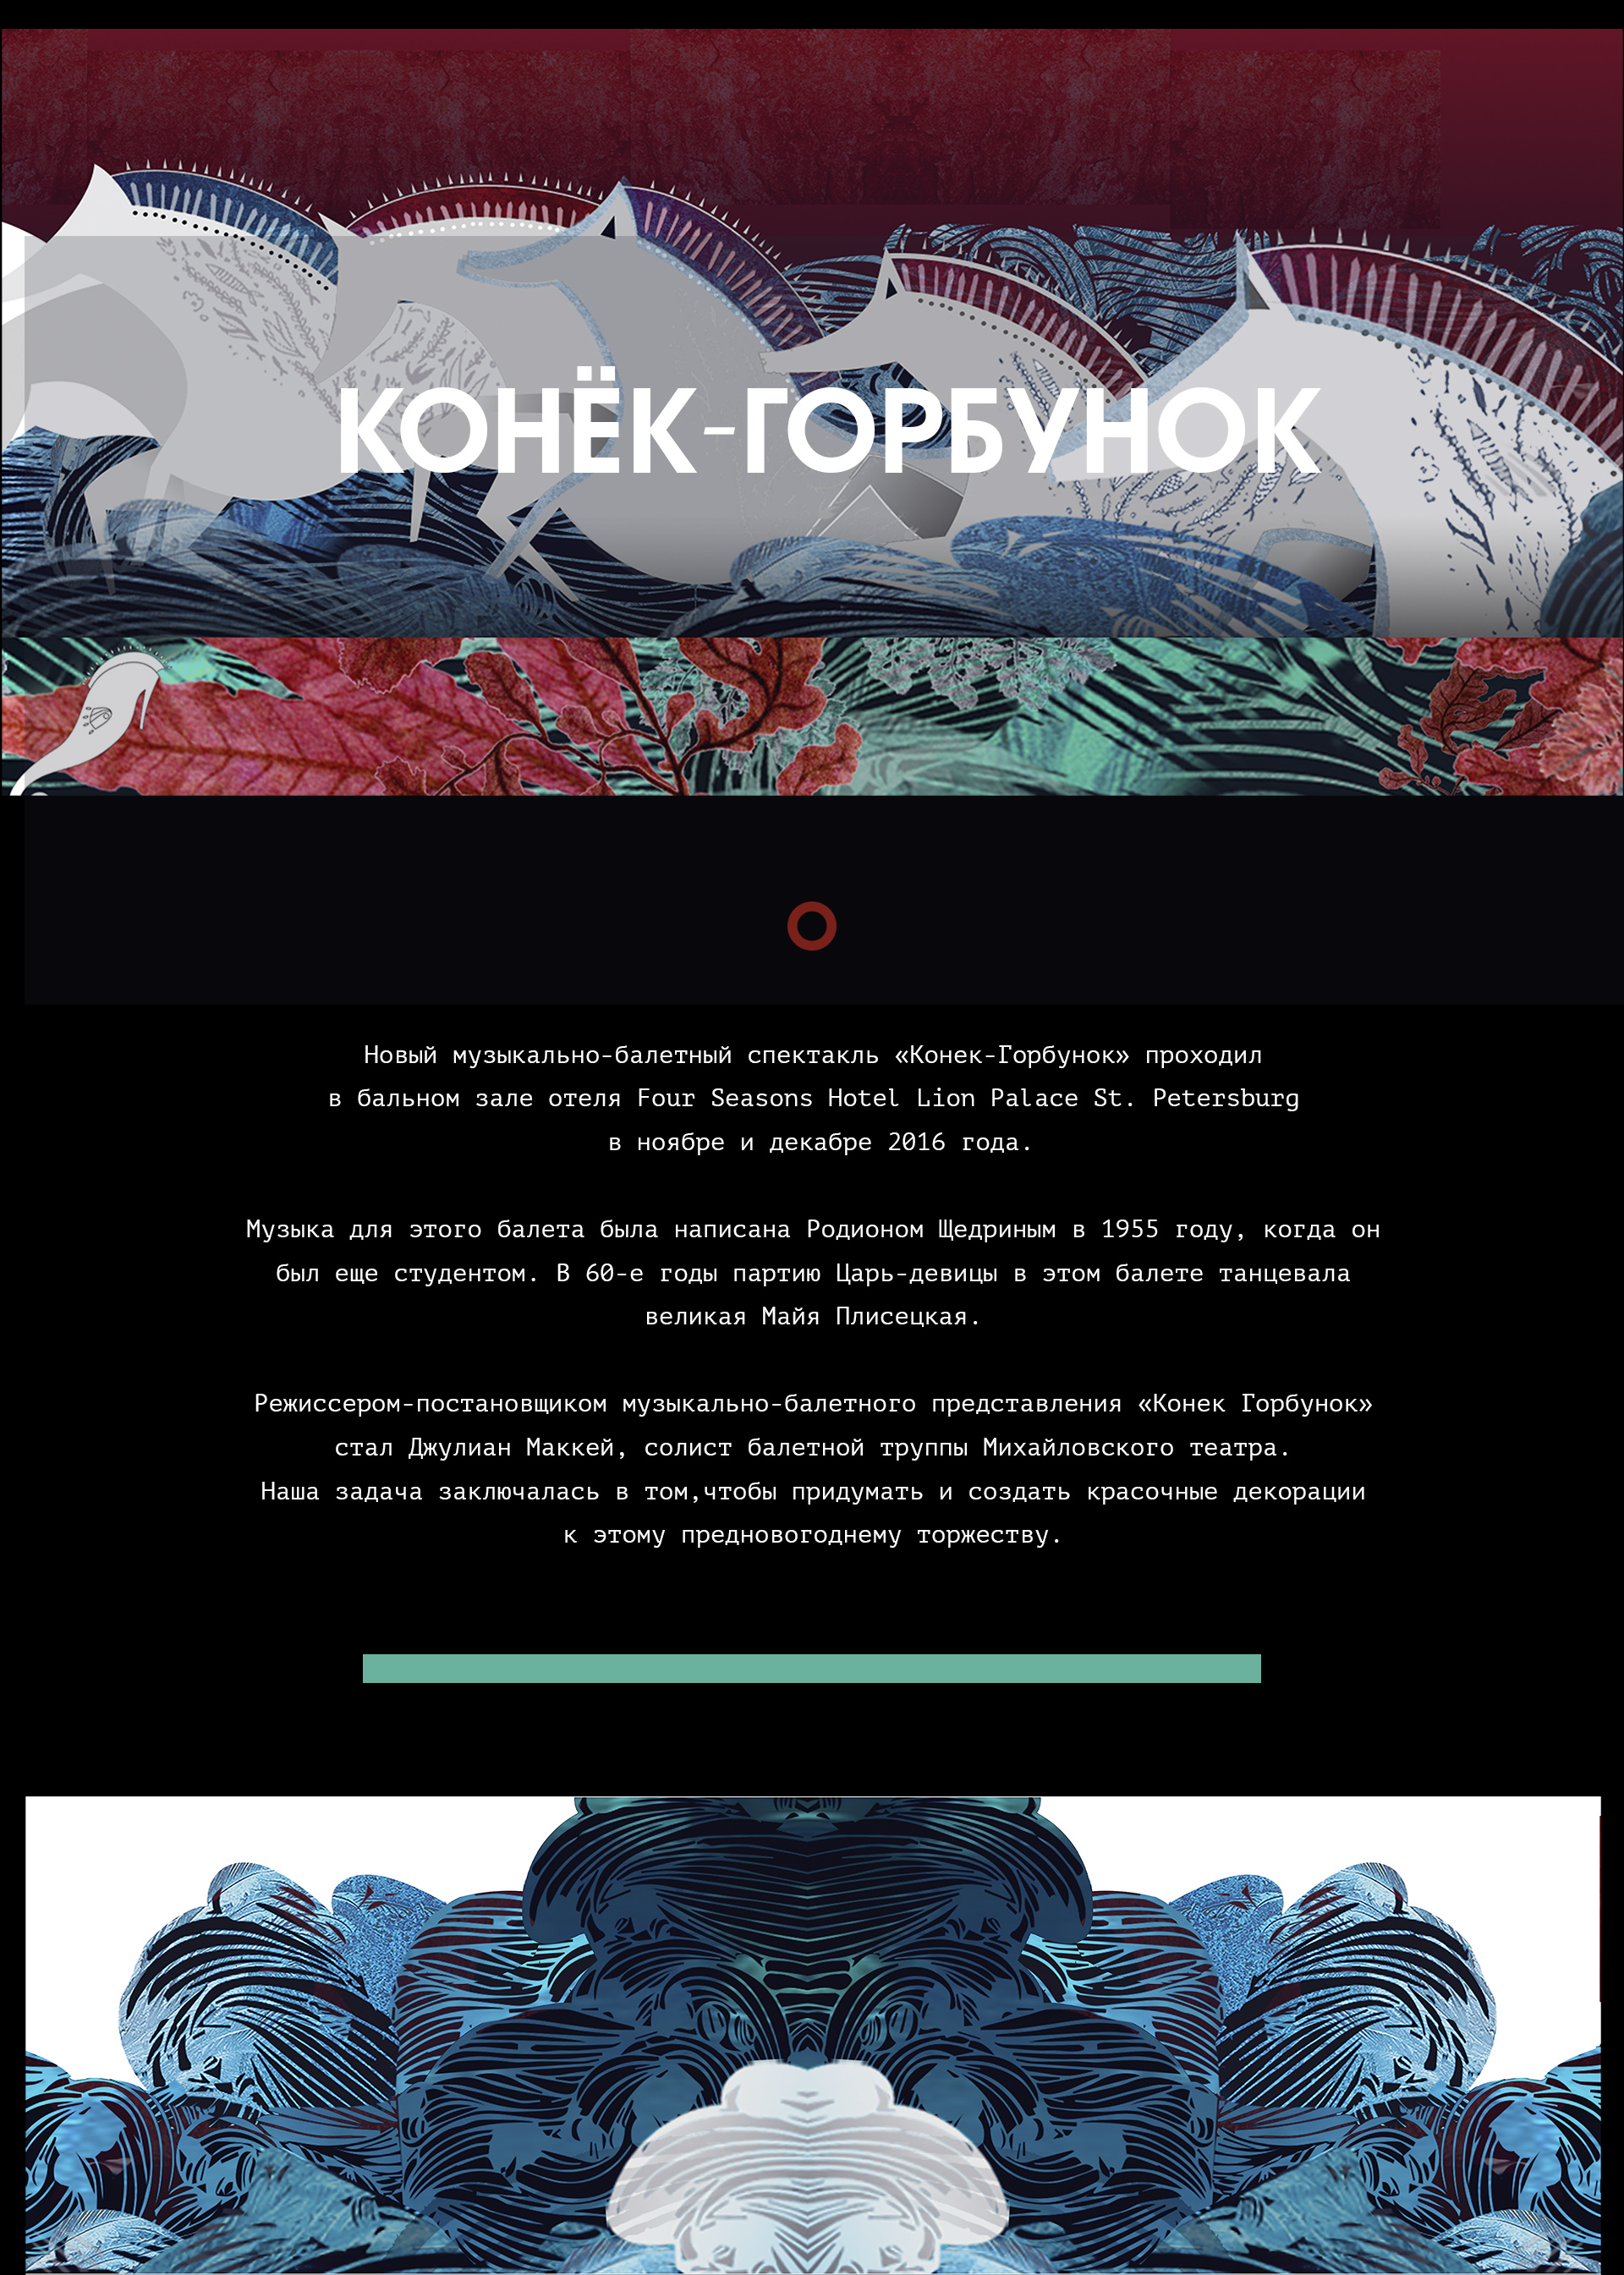 КОНЁК-ГОРБУНОК
Новый музыкально-балетный спектакль «Конек-Горбунок» проходил
в бальном зале отеля Four Seasons Hotel Lion Palace St. Petersburg
в ноябре и декабре 2016 года.
Музыка для этого балета была написана Родионом Щедриным в 1955 году, когда он
был еще студентом. В 60-е годы партию Царь-девицы в этом балете танцевала
великая Майя Плисецкая.
Режиссером-постановщиком музыкально-балетного представления «Конек Горбунок»
стал Джулиан Маккей, солист балетной труппы Михайловского театра.
Наша задача заключалась в том,чтобы придумать и создать красочные декорации
к этому предновогоднему торжеству.